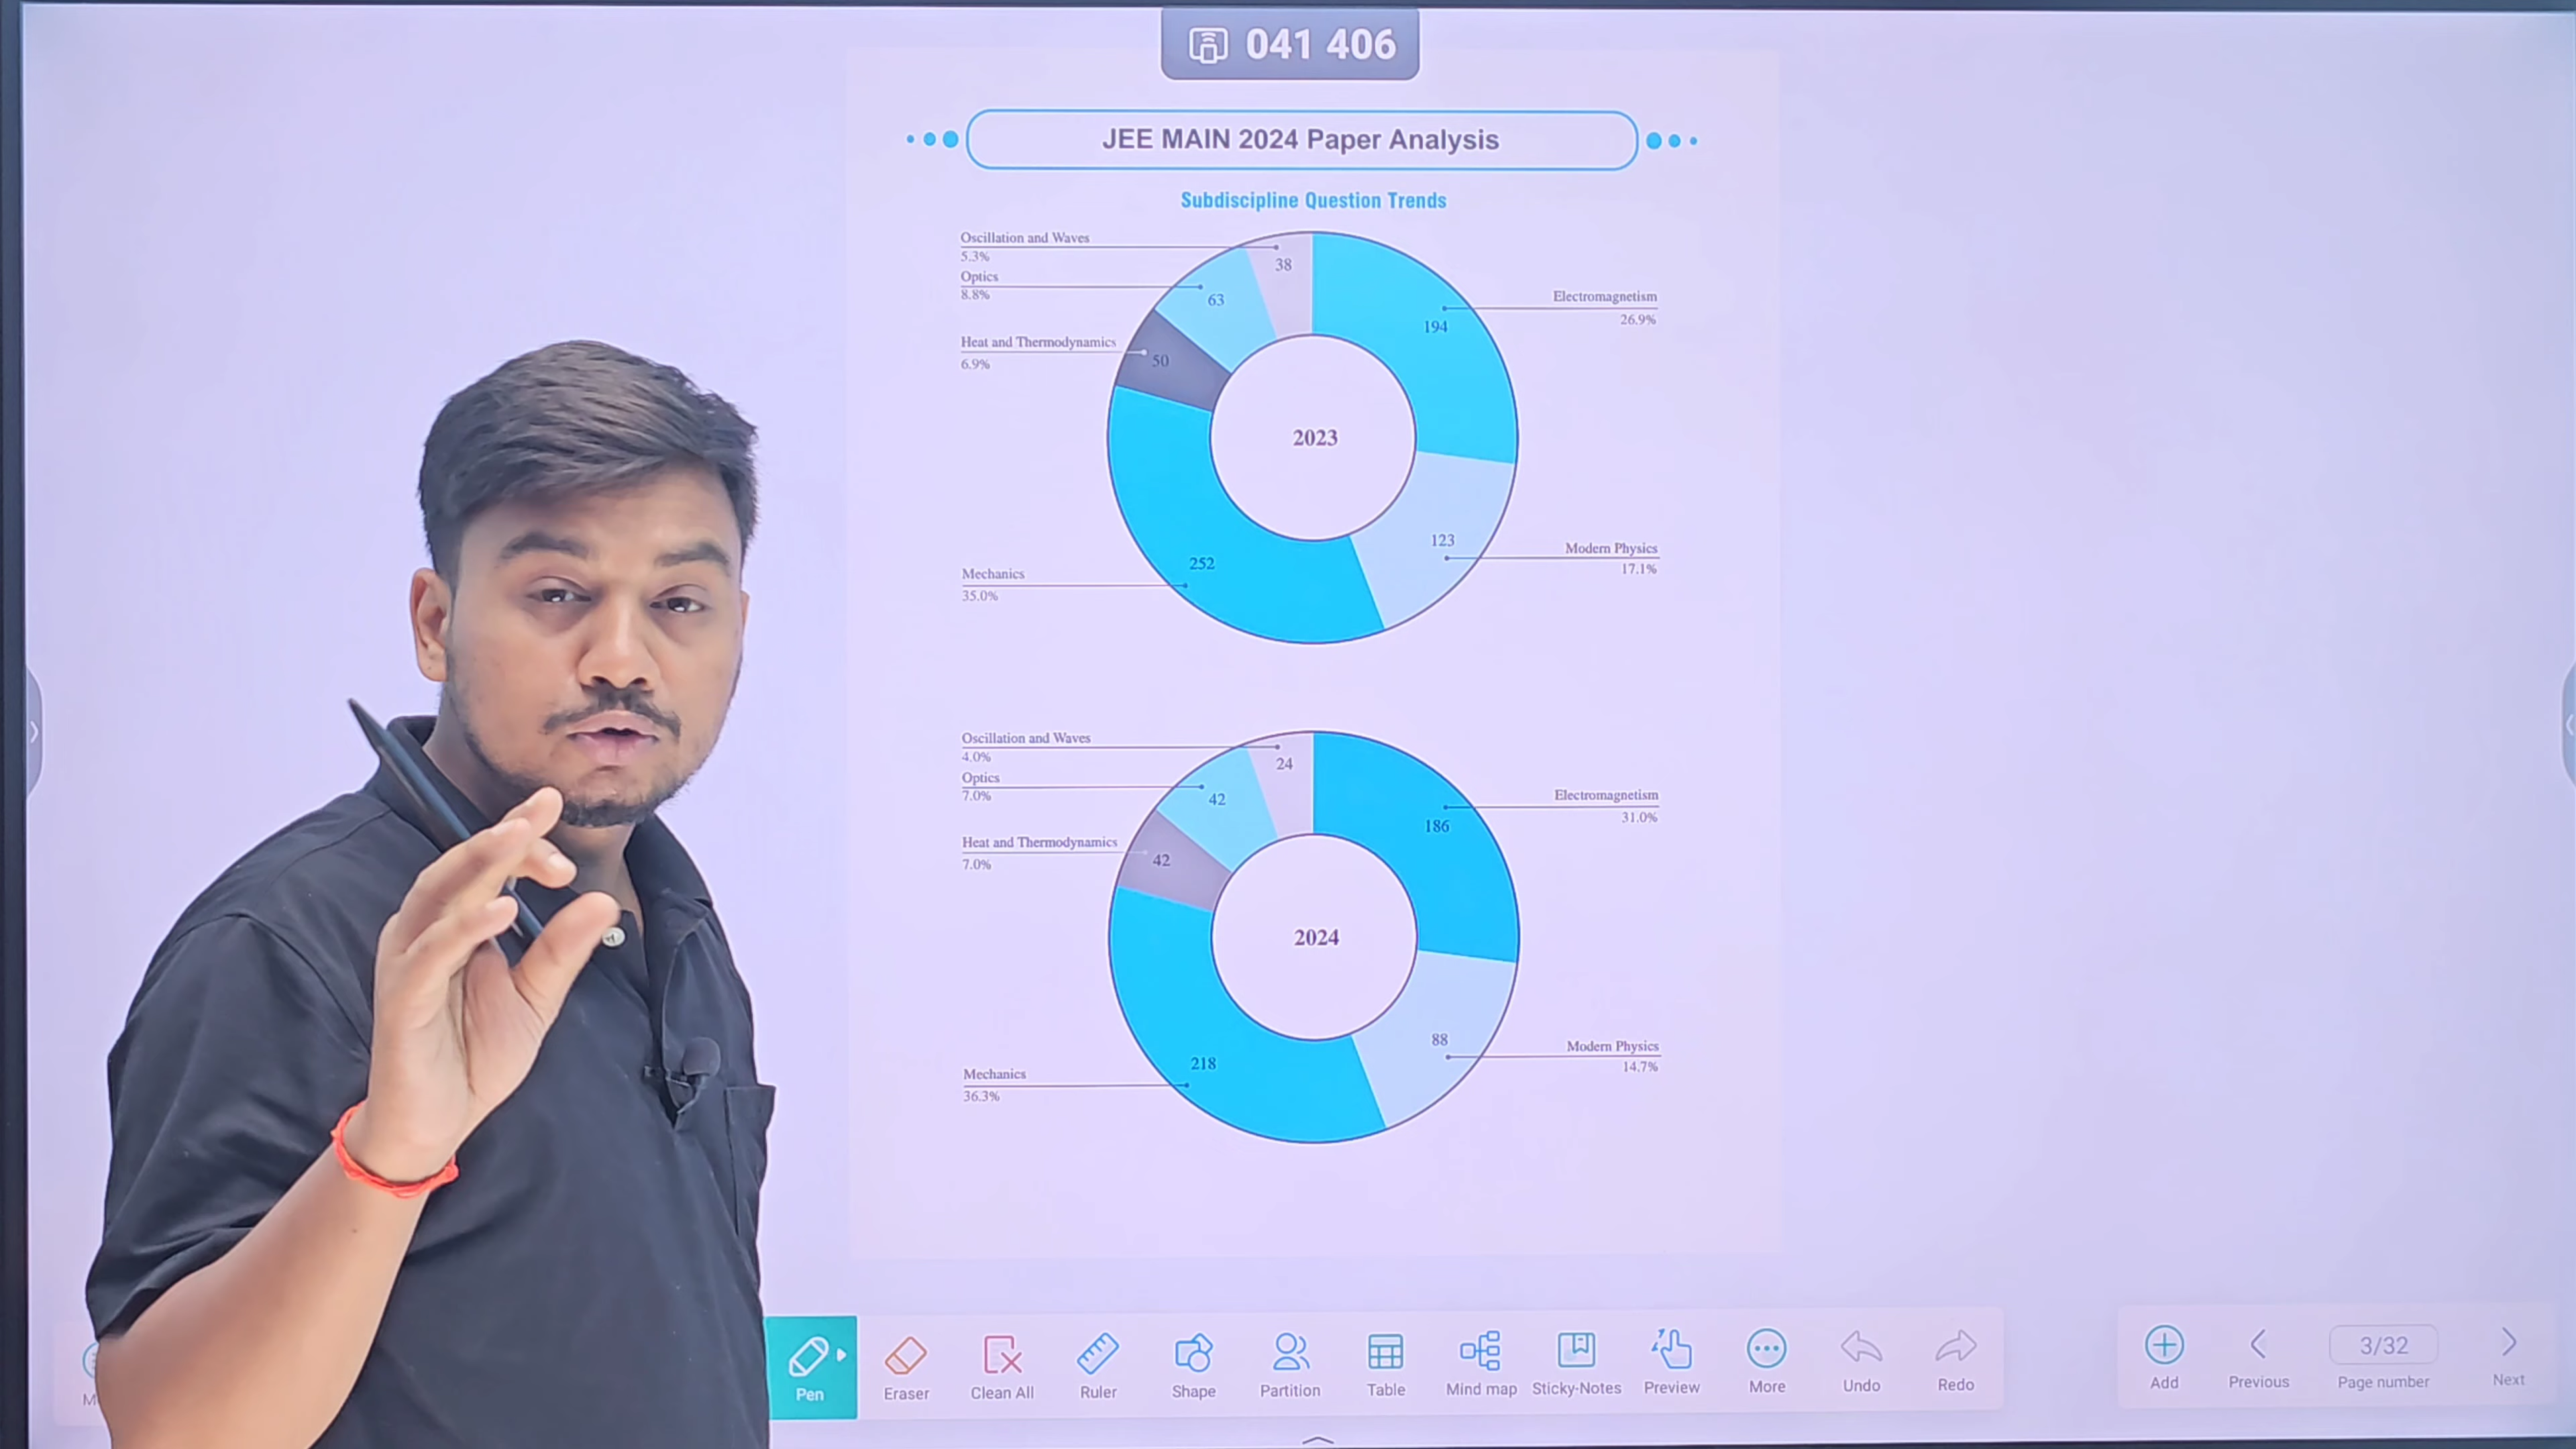 041 406
JEE MAIN 2024 Paper Analysis
Subdiscipline Question Trends
Oscillation and Waves
5.3%
Optics
8.8%
Heat and Thermodynamics
6.9%
Mechanics
35.0%
38
63
50
252
194
123
2023
Electromagnetism
26.9%
Modern Physics
17.1%
Oscillation and Waves
4.0%
Optics
7.0%
Heat and Thermodynamics
7.0%
Mechanics
36.3%
24
42
42
218
186
88
2024
Electromagnetism
31.0%
Modern Physics
14.7%
Pen
Eraser
Clean All
Ruler
Shape
Partition
Table
Mind map
Sticky-Notes
Preview
More
Undo
Redo
Add
Previous
3/32
Page number
Next